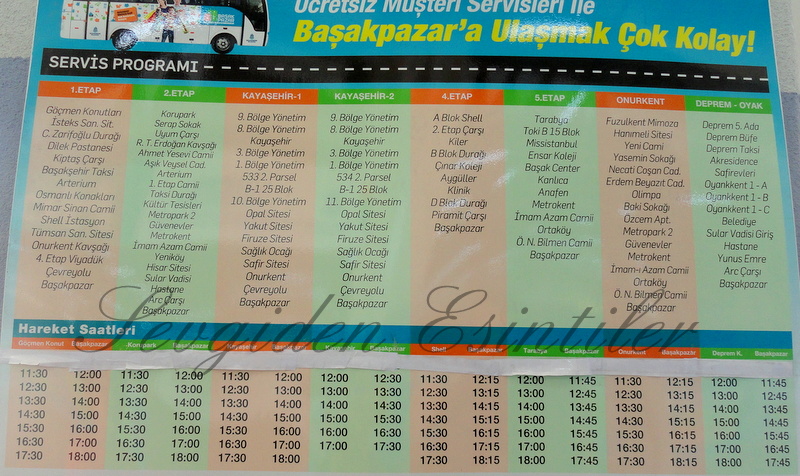 Ücretsiz Müşteri Servisleri ile
Başakpazar'a Ulaşmak Çok Kolay!
SERVİS PROGRAMI
1.ETAP
Göçmen Konutları
İsteks San. Sit.
C. Zarifoğlu Durağı
Dilek Pastanesi
Kiptaş Çarşı
Başakşehir Taksi
Arterium
Osmanlı Konakları
Mimar Sinan Camii
Shell İstasyon
Tümsan San. Sitesi
Onurkent Kavşağı
4. Etap Viyadük
Çevreyolu
Başakpazar
2.ETAP
Korupark
Serap Sokak
Uyum Çarşı
R. T. Erdoğan Kavşağı
Ahmet Yesevi Camii
Aşık Veysel Cad.
Arterium
1. Etap Camii
Taksi Durağı
Kültür Tesisleri
Metropark 2
Güvenevler
Metrokent
İmam Azam Camii
Yeniköy
Hisar Sitesi
Sular Vadisi
Hastane
Arc Çarşı
Başakpazar
KAYAŞEHİR-1
9. Bölge Yönetim
8. Bölge Yönetim
Kayaşehir
3. Bölge Yönetim
1. Bölge Yönetim
533 2. Parsel
B-1 25 Blok
10. Bölge Yönetim
Opal Sitesi
Yakut Sitesi
Firuze Sitesi
Sağlık Ocağı
Safir Sitesi
Onurkent
Çevreyolu
Başakpazar
KAYAŞEHİR-2
9. Bölge Yönetim
8. Bölge Yönetim
Kayaşehir
3. Bölge Yönetim
1. Bölge Yönetim
534 2. Parsel
B-1 25 Blok
11. Bölge Yönetim
Opal Sitesi
Yakut Sitesi
Firuze Sitesi
Sağlık Ocağı
Safir Sitesi
Onurkent
Çevreyolu
Başakpazar
4.ETAP
A Blok Shell
2. Etap Çarşı
Kiler
B Blok Durağı
Çınar Koleji
Aygüller
Klinik
D Blok Durağı
Piramit Çarşı
Başakpazar
5.ETAP
Tarabya
Toki B 15 Blok
Missistanbul
Ensar Koleji
Başak Center
Kanlıca
Anafen
Metrokent
İmam Azam Camii
Ortaköy
Ö. N. Bilmen Camii
Başakpazar
ONURKENT
Fuzulkent Mimoza
Hanımeli Sitesi
Yeni Cami
Yasemin Sokağı
Necati Coşan Cad.
Erdem Beyazıt Cad.
Olimpa
Baki Sokağı
Özcem Apt.
Metropark 2
Güvenevler
Metrokent
İmam-ı Azam Camii
Ortaköy
Ö. N. Bilmen Camii
Başakpazar
DEPREM - OYAK
Deprem 5. Ada
Deprem Büfe
Deprem Taksi
Akresidence
Safirevleri
Oyankkent 1 - A
Oyankkent 1 - B
Oyankkent 1 - C
Belediye
Sular Vadisi Giriş
Hastane
Yunus Emre
Arc Çarşı
Başakpazar
Sevgiden Esintiler
Hareket Saatleri
Göçmen Konut Başakpazar Korupark Başakpazar Kayaşehir Başakpazar Kayaşehir Başakpazar Shell Başakpazar Tarabya Başakpazar Onurkent Başakpazar Deprem K. Başakpazar
11:30 12:00 11:30 12:00 11:30 12:00 12:00 12:00 11:30 12:15 12:00 11:45 11:30 12:15 12:00 11:45
12:30 13:00 12:30 13:00 12:30 13:00 13:00 12:30 12:30 13:15 13:00 12:45 12:30 13:15 13:00 12:45
13:30 14:00 13:30 14:00 13:30 14:00 14:00 13:30 13:30 14:15 14:00 13:45 13:30 14:15 14:00 13:45
14:30 15:00 14:30 15:00 14:30 15:00 15:00 14:30 14:30 15:15 15:00 14:45 14:30 15:15 15:00 14:45
15:30 16:00 15:30 16:00 15:30 16:00 16:00 15:30 15:30 16:15 16:00 15:45 15:30 16:15 16:00 15:45
16:30 17:00 16:30 17:00 16:30 17:00 17:00 17:30 16:30 17:15 17:00 16:45 16:30 17:15 17:00 16:45
17:30 18:00 17:30 18:00 17:30 18:00 17:30 18:15 18:00 17:45 17:30 18:15 18:00 17:45